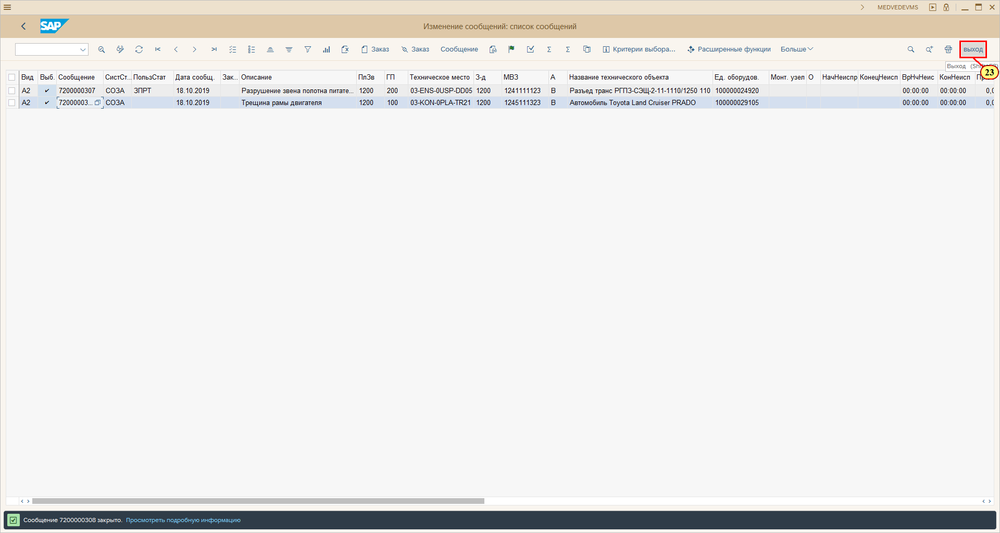 MEDVEDEVMS
SAP
Изменение сообщений: список сообщений
Заказ Заказ Сообщение Критерии выбора... Расширенные функции Больше выход
Выход
23
Вид Выб. Сообщение СистСт... ПользСтат Дата сообщ. Зак... Описание ПлЗв ГП Техническое место З-д МВЗ А Название технического объекта Ед. оборудов. Монт. узел О НачНеиспр КонецНеисп ВрНчНеис КонНеисп
A2 ✔ 7200000307 СОЗА ЗПРТ 18.10.2019 Разрушение звена полотна питате... 1200 200 03-ENS-0USP-DD05 1200 1241111123 B Разъед транс РГПЗ-СЭЩ-2-11-1110/1250 110 100000024920 00:00:00 00:00:00 0,0
A2 ✔ 72000003... СОЗА 18.10.2019 Трещина рамы двигателя 1200 100 03-KON-0PLA-TR21 1200 1245111323 B Автомобиль Toyota Land Cruiser PRADO 100000029105 00:00:00 00:00:00 0,0
Сообщение 7200000308 закрыто. Просмотреть подробную информацию